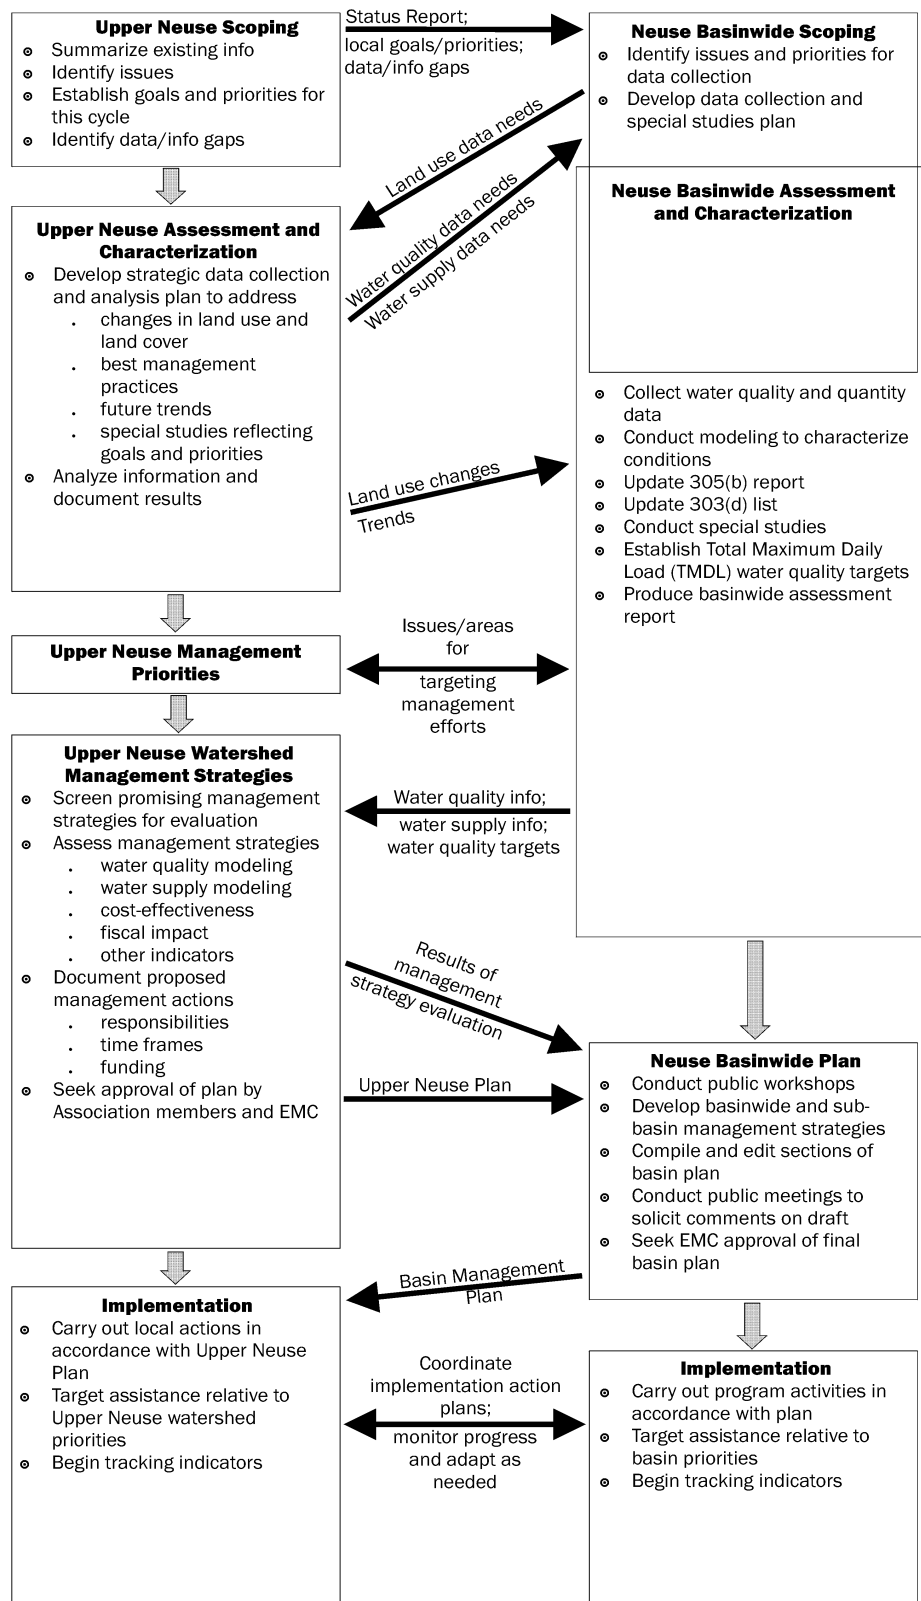 Upper Neuse Scoping
Summarize existing info
Identify issues
Establish goals and priorities for
this cycle
Identify data/info gaps
Status Report;
local goals/priorities;
data/info gaps
Neuse Basinwide Scoping
Identify issues and priorities for
data collection
Develop data collection and
special studies plan
Land use data needs
Water quality data needs
Water supply data needs
Neuse Basinwide Assessment
and Characterization
Upper Neuse Assessment and
Characterization
Develop strategic data collection
and analysis plan to address
changes in land use and
land cover
best management
practices
future trends
special studies reflecting
goals and priorities
Analyze information and
document results
Land use changes
Trends
Collect water quality and quantity
data
Conduct modeling to characterize
conditions
Update 305(b) report
Update 303(d) list
Conduct special studies
Establish Total Maximum Daily
Load (TMDL) water quality targets
Produce basinwide assessment
report
Upper Neuse Management
Priorities
Issues/areas
for
targeting
management
efforts
Upper Neuse Watershed
Management Strategies
Screen promising management
strategies for evaluation
Assess management strategies
water quality modeling
water supply modeling
cost-effectiveness
fiscal impact
other indicators
Document proposed
management actions
responsibilities
time frames
funding
Seek approval of plan by
Association members and EMC
Water quality info;
water supply info;
water quality targets
Results of
management
strategy evaluation
Upper Neuse Plan
Neuse Basinwide Plan
Conduct public workshops
Develop basinwide and sub-
basin management strategies
Compile and edit sections of
basin plan
Conduct public meetings to
solicit comments on draft
Seek EMC approval of final
basin plan
Basin Management
Plan
Implementation
Carry out local actions in
accordance with Upper Neuse
Plan
Target assistance relative to
Upper Neuse watershed
priorities
Begin tracking indicators
Coordinate
implementation action
plans;
monitor progress
and adapt as
needed
Implementation
Carry out program activities in
accordance with plan
Target assistance relative to
basin priorities
Begin tracking indicators